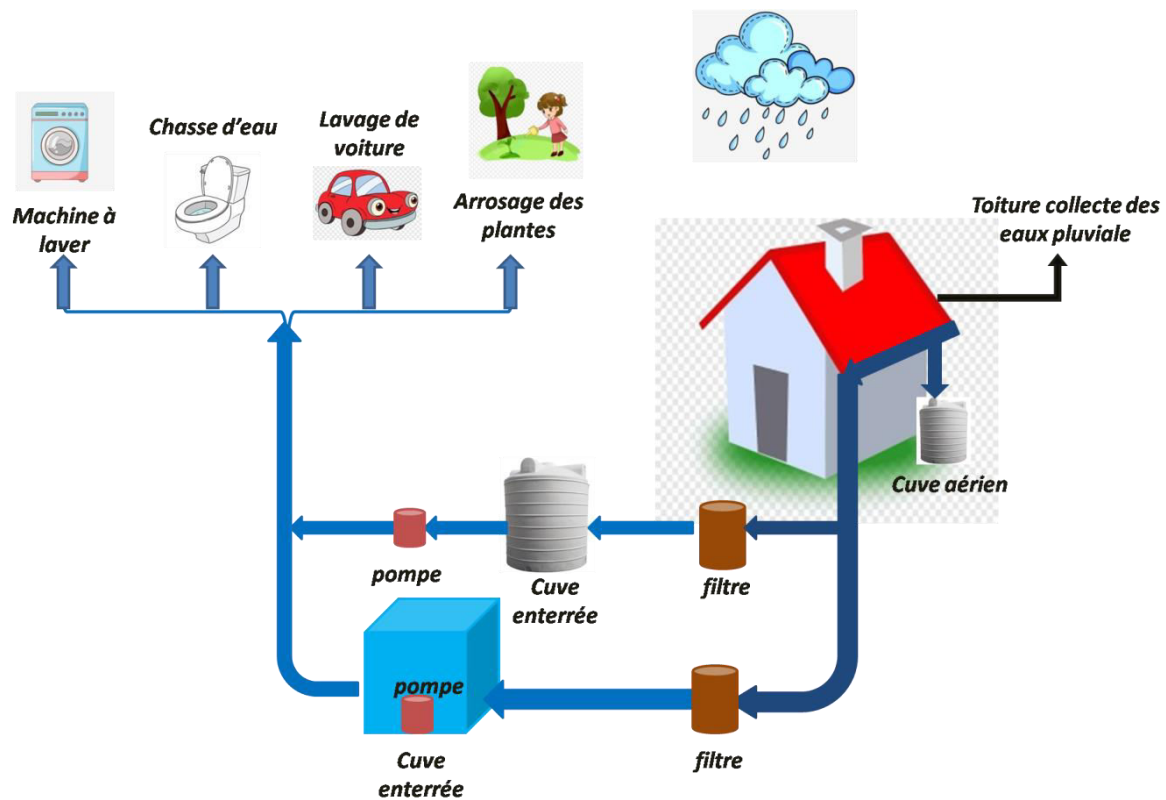 Machine à
laver
Chasse d'eau
Lavage de
voiture
Arrosage des
plantes
Toiture collecte des
eaux pluviale
Cuve aérien
pompe
Cuve
enterrée
filtre
pompe
Cuve
enterrée
filtre